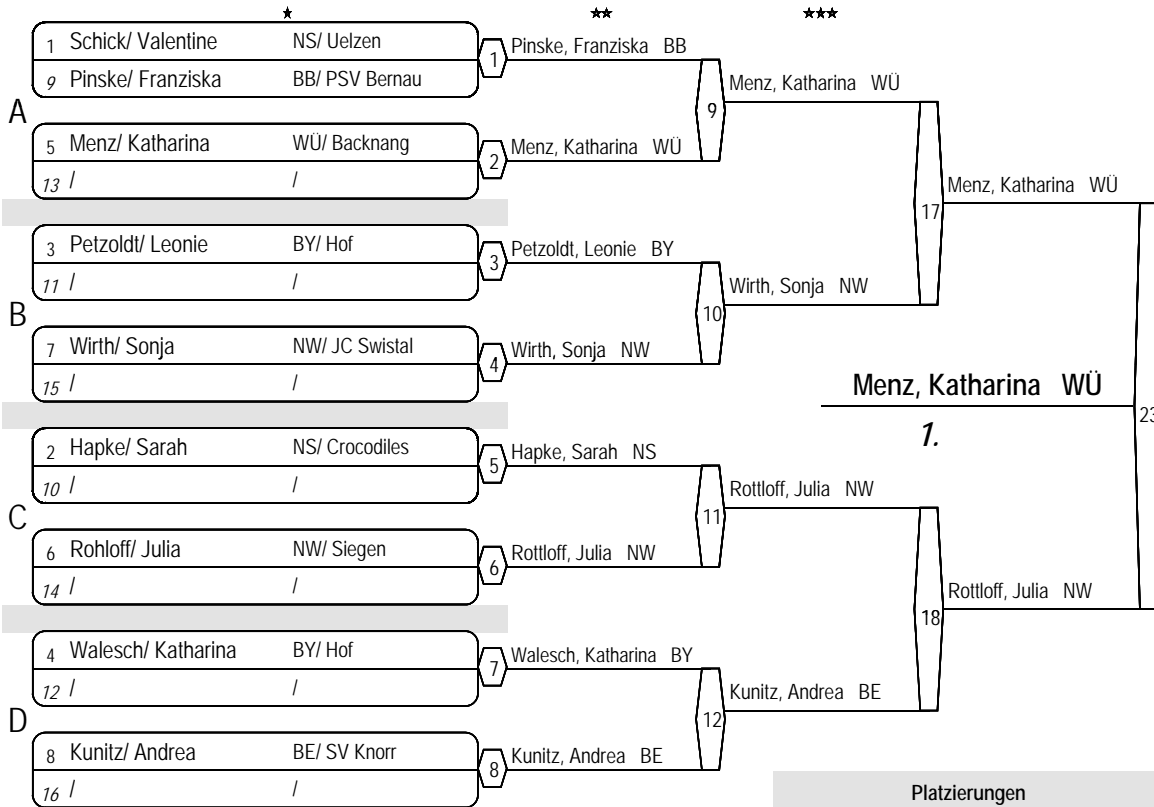 ★ ★★ ★★★
1 Schick/ Valentine NS/ Uelzen
9 Pinske/ Franziska BB/ PSV Bernau
1 Pinske, Franziska BB
A
5 Menz/ Katharina WÜ/ Backnang
13 / /
2 Menz, Katharina WÜ
9 Menz, Katharina WÜ
3 Petzoldt/ Leonie BY/ Hof
11 / /
3 Petzoldt, Leonie BY
B
7 Wirth/ Sonja NW/ JC Swistal
15 / /
4 Wirth, Sonja NW
10 Wirth, Sonja NW
17 Menz, Katharina WÜ
2 Hapke/ Sarah NS/ Crocodiles
10 / /
5 Hapke, Sarah NS
C
6 Rohloff/ Julia NW/ Siegen
14 / /
6 Rottloff, Julia NW
11 Rottloff, Julia NW
4 Walesch/ Katharina BY/ Hof
12 / /
7 Walesch, Katharina BY
D
8 Kunitz/ Andrea BE/ SV Knorr
16 / /
8 Kunitz, Andrea BE
12 Kunitz, Andrea BE
18 Rottloff, Julia NW
23
Menz, Katharina WÜ
1.
Platzierungen